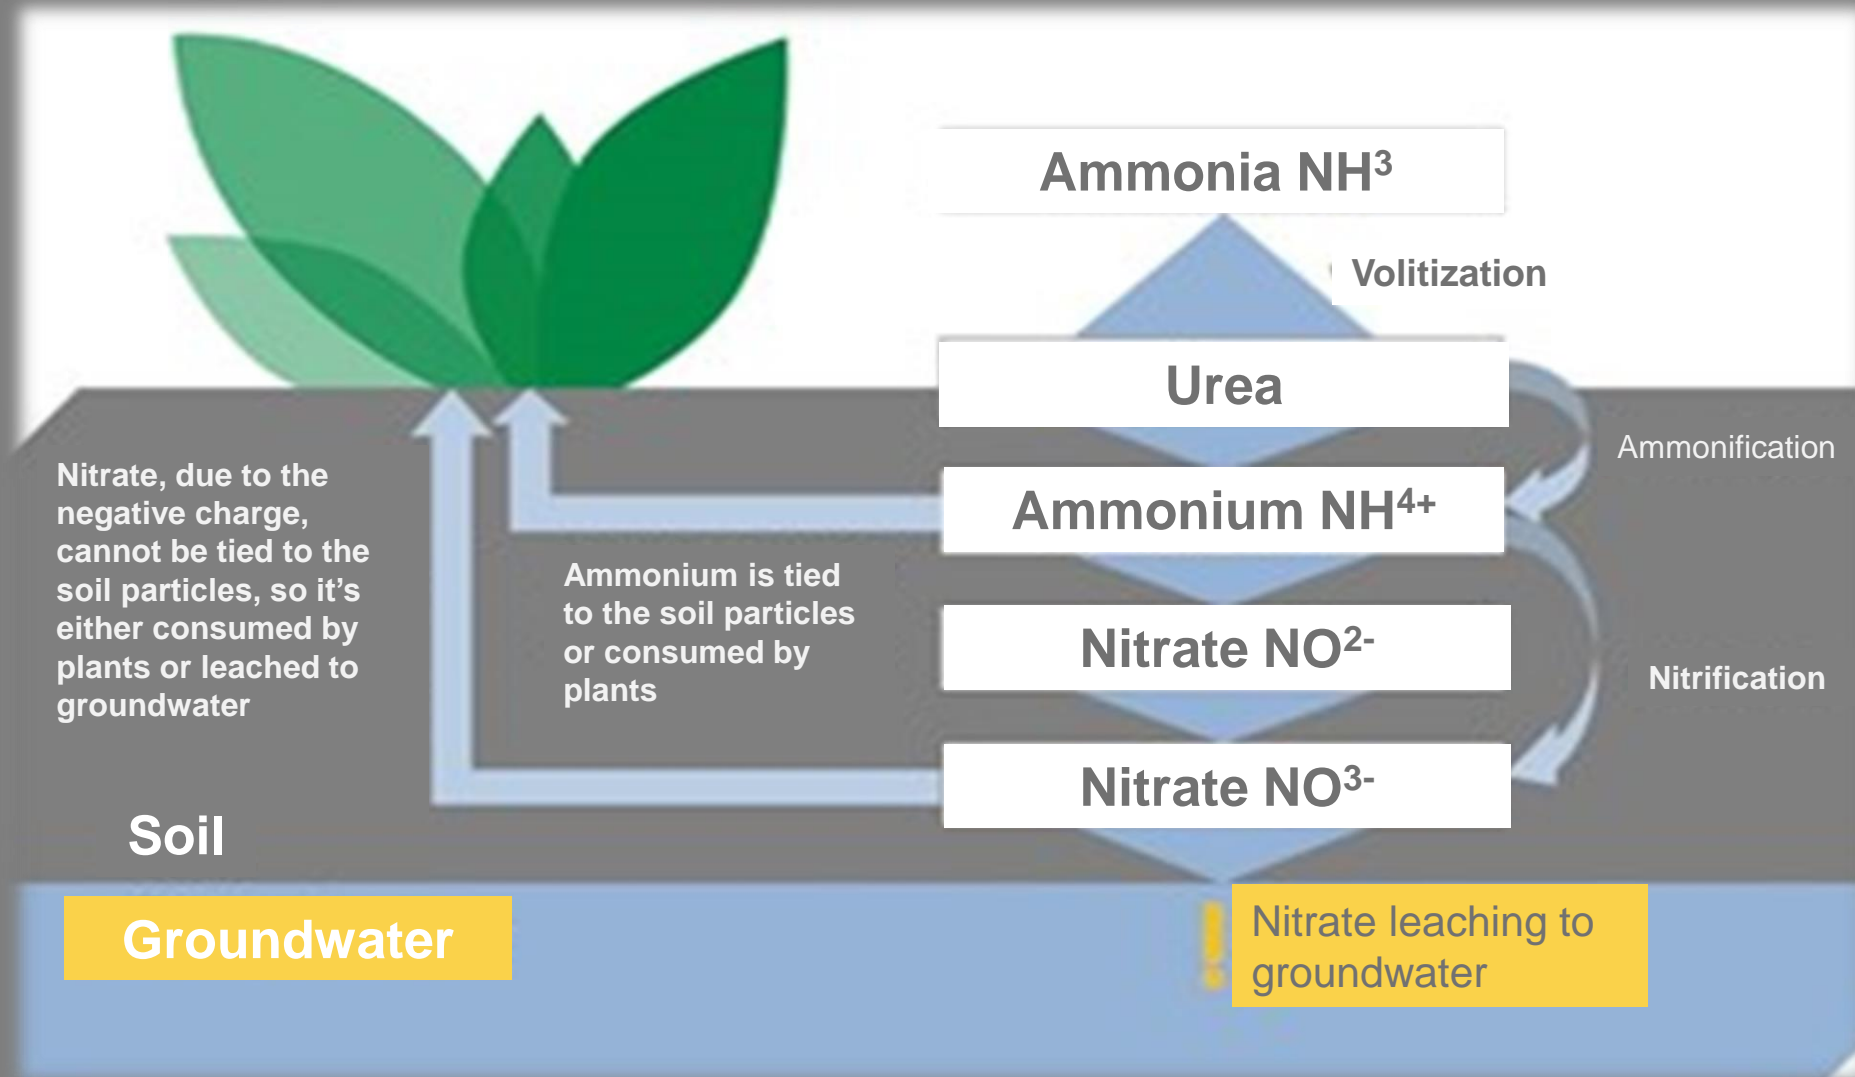 Ammonia NH³
Volitization
Urea
Ammonification
Nitrate, due to the
negative charge,
cannot be tied to the
soil particles, so it’s
either consumed by
plants or leached to
groundwater
Ammonium NH⁴⁺
Ammonium is tied
to the soil particles
or consumed by
plants
Nitrate NO²⁻
Nitrification
Nitrate NO³⁻
Soil
Groundwater
Nitrate leaching to
groundwater